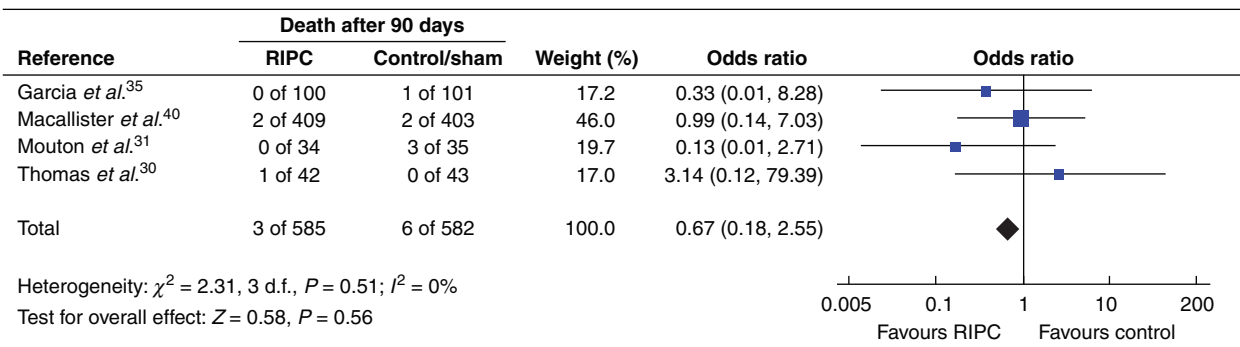 Death after 90 days
Reference RIPC Control/sham Weight (%) Odds ratio Odds ratio
Garcia et al.35 0 of 100 1 of 101 17.2 0.33 (0.01, 8.28)
Macallister et al.40 2 of 409 2 of 403 46.0 0.99 (0.14, 7.03)
Mouton et al.31 0 of 34 3 of 35 19.7 0.13 (0.01, 2.71)
Thomas et al.30 1 of 42 0 of 43 17.0 3.14 (0.12, 79.39)
Total 3 of 585 6 of 582 100.0 0.67 (0.18, 2.55)
Heterogeneity: χ2 = 2.31, 3 d.f., P = 0.51; I2 = 0%
Test for overall effect: Z = 0.58, P = 0.56
0.005 0.1 1 10 200
Favours RIPC Favours control